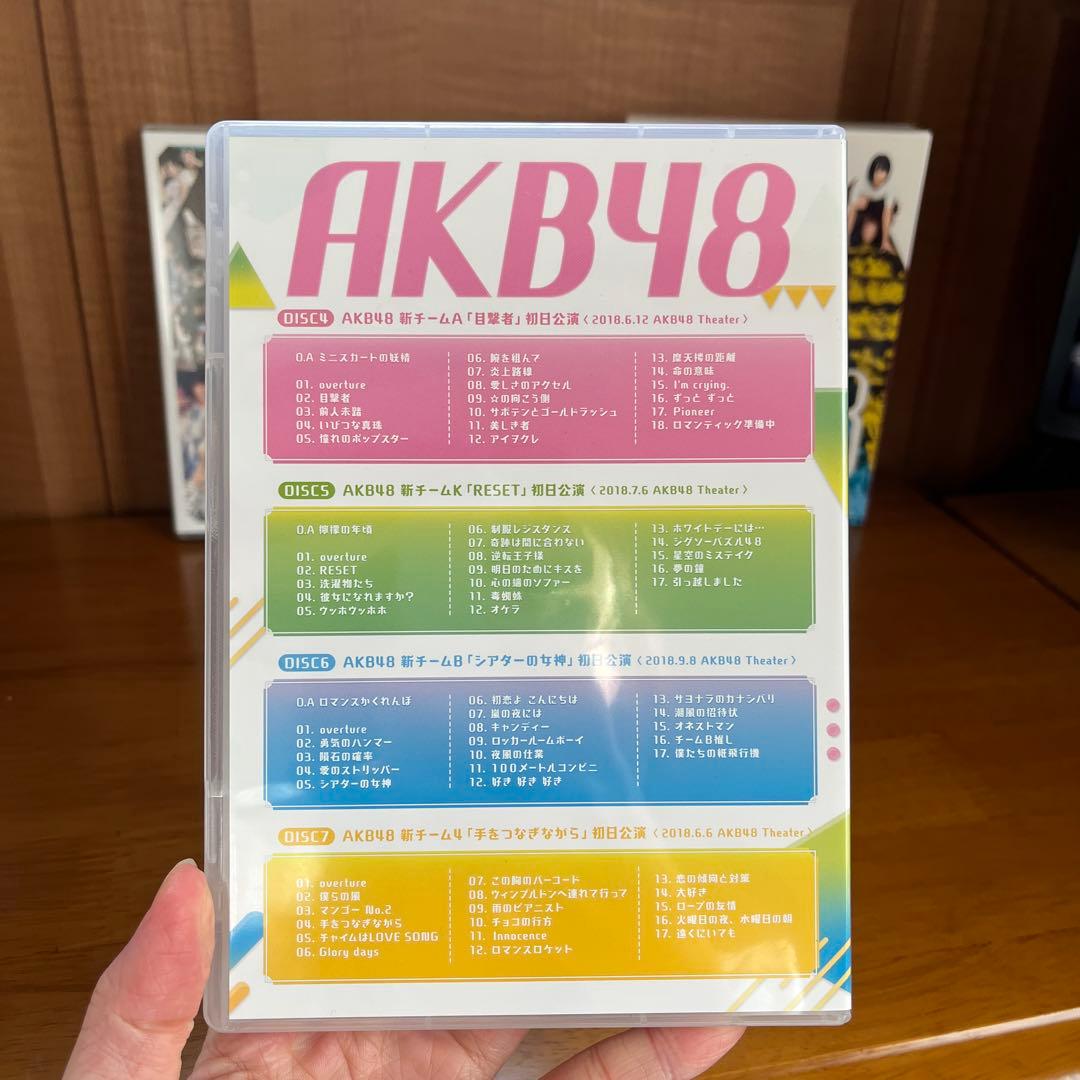 AKB48
DISC4 AKB48 新チームA「目撃者」初日公演〈2018.6.12 AKB48 Theater〉
O.A ミニスカートの妖精
01. overture
02. 目撃者
03. 前人未踏
04. いびつな真珠
05. 憧れのポップスター
06. 腕を組んで
07. 炎上路線
08. 愛しさのアクセル
09. ☆の向こう側
10. サボテンとゴールドラッシュ
11. 美しき者
12. アイヲクレ
13. 摩天楼の距離
14. 命の意味
15. I'm crying.
16. ずっと ずっと
17. Pioneer
18. ロマンティック準備中
DISC5 AKB48 新チームK「RESET」初日公演〈2018.7.6 AKB48 Theater〉
O.A 檸檬の年頃
01. overture
02. RESET
03. 洗濯物たち
04. 彼女になれますか?
05. ウッホウッホホ
06. 制服レジスタンス
07. 奇跡は間に合わない
08. 逆転王子様
09. 明日のためにキスを
10. 心の端のソファー
11. 毒蜘蛛
12. オケラ
13. ホワイトデーには…
14. ジグソーパズル48
15. 星空のミステイク
16. 夢の鐘
17. 引っ越しました
DISC6 AKB48 新チームB「シアターの女神」初日公演〈2018.9.8 AKB48 Theater〉
O.A ロマンスかくれんぼ
01. overture
02. 勇気のハンマー
03. 隕石の確率
04. 愛のストリッパー
05. シアターの女神
06. 初恋よ こんにちは
07. 嵐の夜には
08. キャンディー
09. ロッカールームボーイ
10. 夜風の仕業
11. 100メートルコンビニ
12. 好き 好き 好き
13. サヨナラのカナシバリ
14. 潮風の招待状
15. オネストマン
16. チームB推し
17. 僕たちの紙飛行機
DISC7 AKB48 新チーム4「手をつなぎながら」初日公演〈2018.6.6 AKB48 Theater〉
01. overture
02. 僕らの風
03. マンゴー No.2
04. 手をつなぎながら
05. チャイムはLOVE SONG
06. Glory days
07. この胸のバーコード
08. ウィンブルドンへ連れて行って
09. 雨のピアニスト
10. チョコの行方
11. Innocence
12. ロマンスロケット
13. 恋の傾向と対策
14. 大好き
15. ロープの友情
16. 火曜日の夜、水曜日の朝
17. 遠くにいても